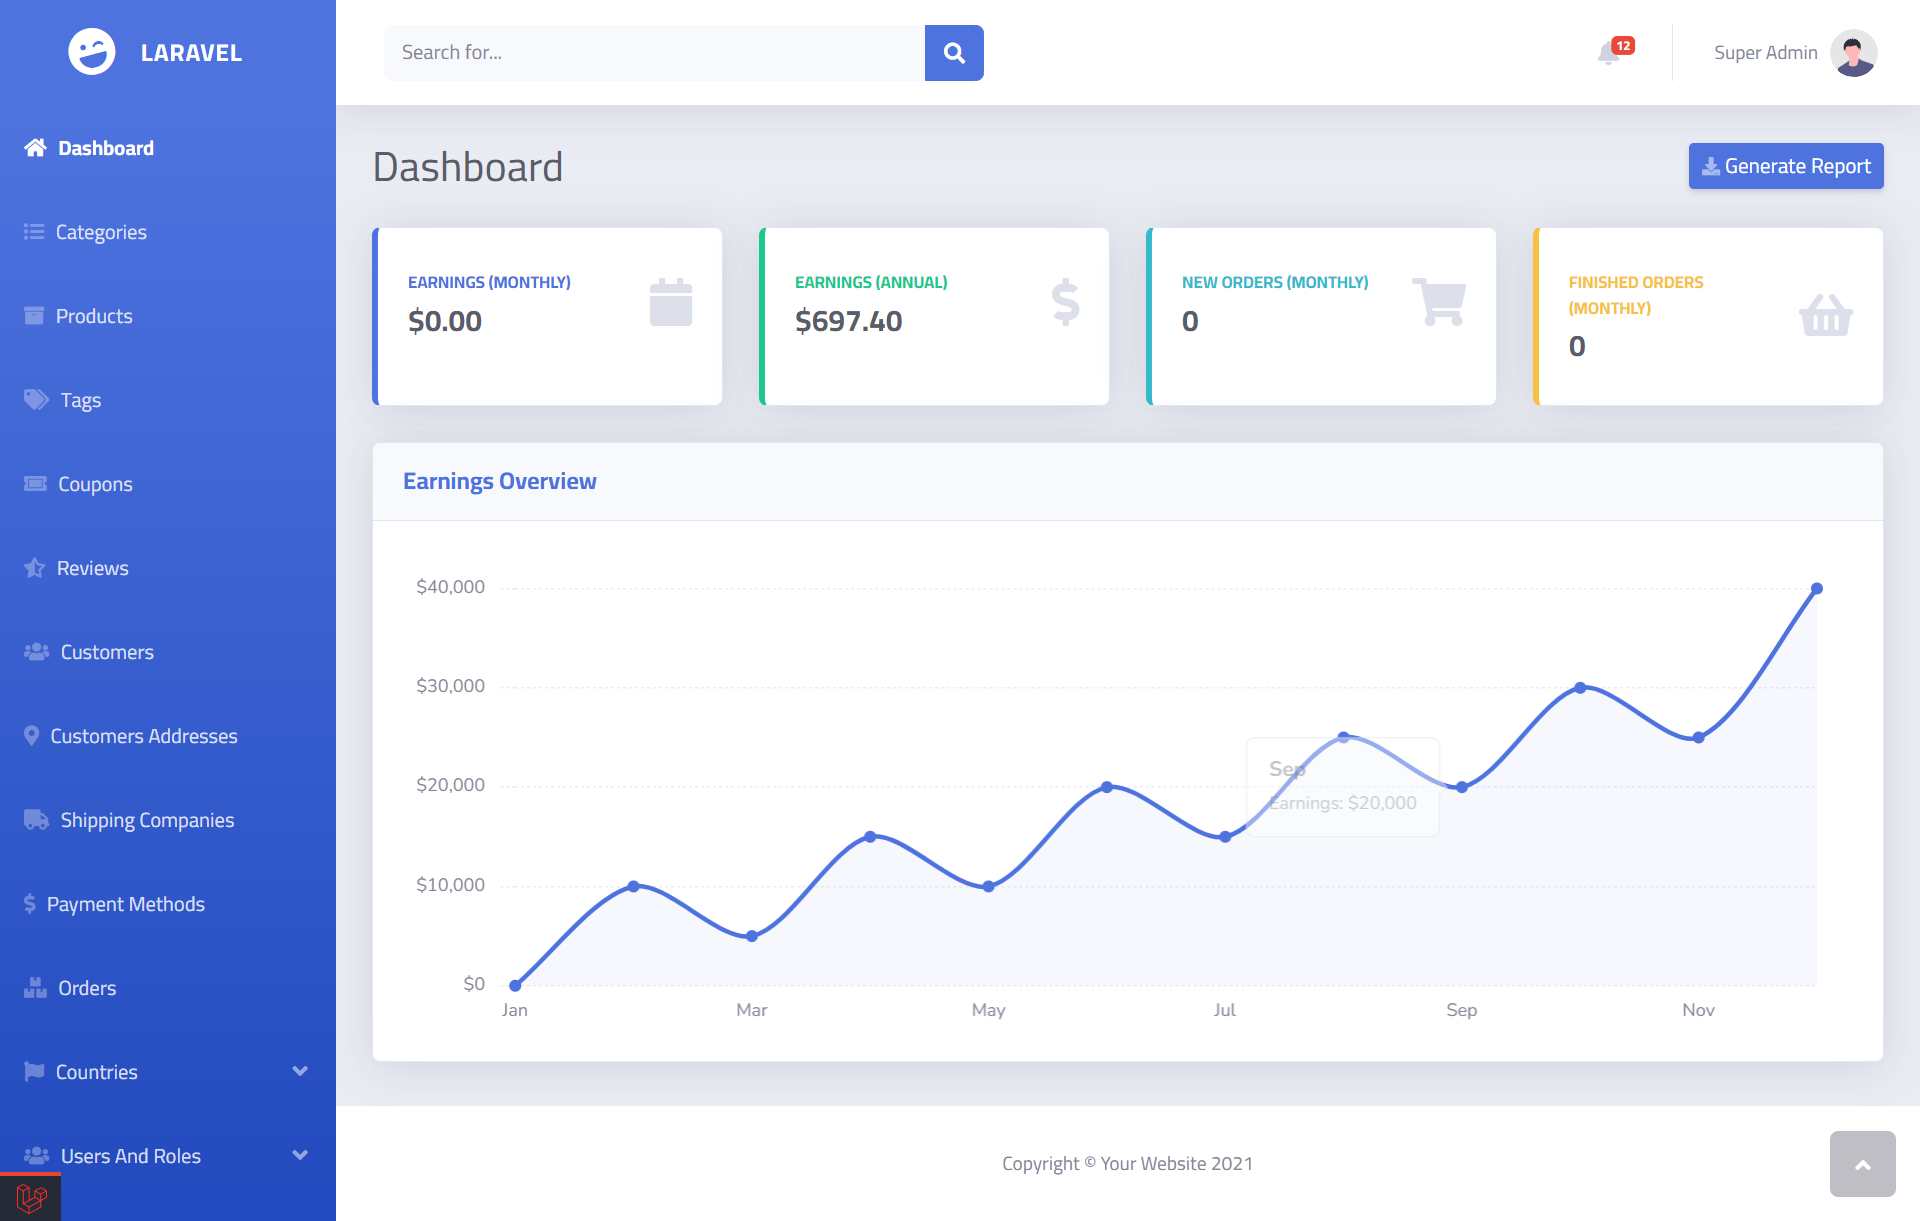 LARAVEL
Dashboard
Categories
Products
Tags
Coupons
Reviews
Customers
Customers Addresses
Shipping Companies
Payment Methods
Orders
Countries
Users And Roles
Search for...
12
Super Admin
Dashboard
Generate Report
EARNINGS (MONTHLY)
$0.00
EARNINGS (ANNUAL)
$697.40
NEW ORDERS (MONTHLY)
0
FINISHED ORDERS
(MONTHLY)
0
Earnings Overview
$40,000
$30,000
$20,000
$10,000
$0
Sep
Earnings: $20,000
Jan Mar May Jul Sep Nov
Copyright © Your Website 2021